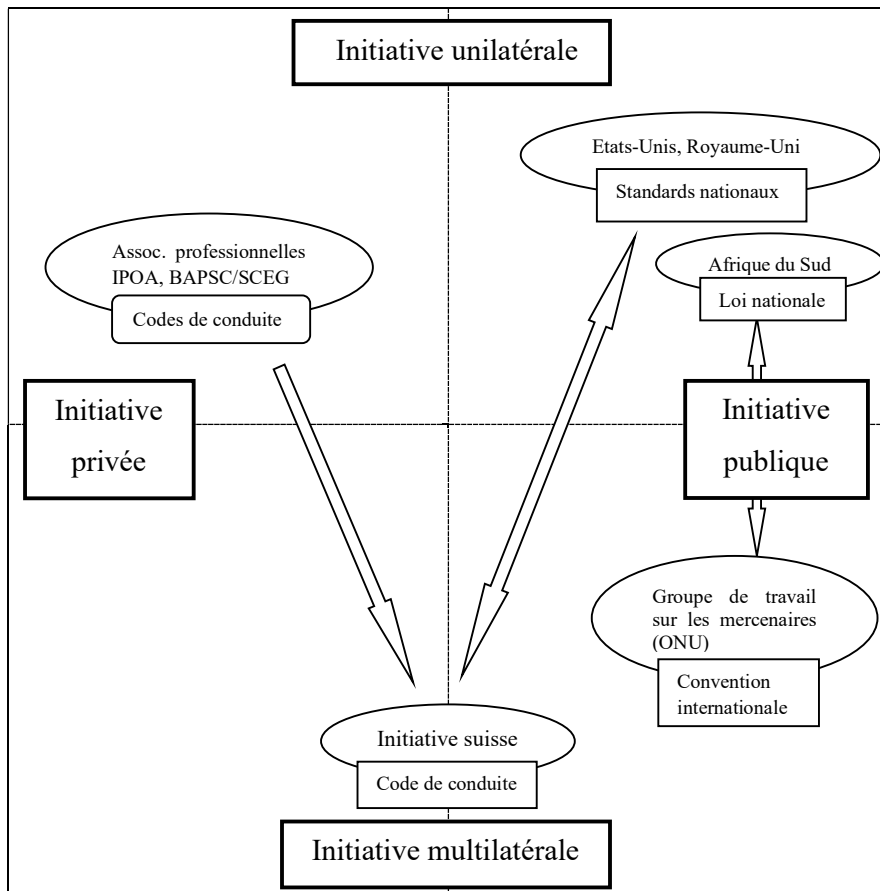 Initiative unilatérale
Etats-Unis, Royaume-Uni
Standards nationaux
Assoc. professionnelles
IPOA, BAPSC/SCEG
Codes de conduite
Afrique du Sud
Loi nationale
Initiative
privée
Initiative
publique
Groupe de travail
sur les mercenaires
(ONU)
Convention
internationale
Initiative suisse
Code de conduite
Initiative multilatérale